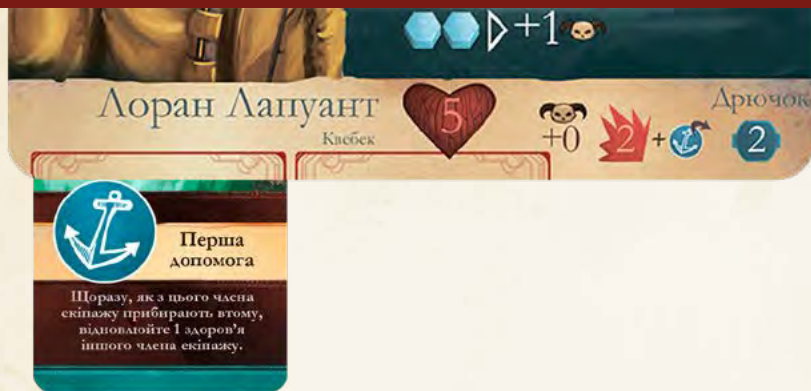 +1
Лоран Лапуант
Квебек
5
+0
2
+
Дрючок
2
Перша
допомога
Щоразу, як з цього члена
скіпажу прибирають втому,
відновлюйте 1 здоров'я
іншого члена екіпажу.